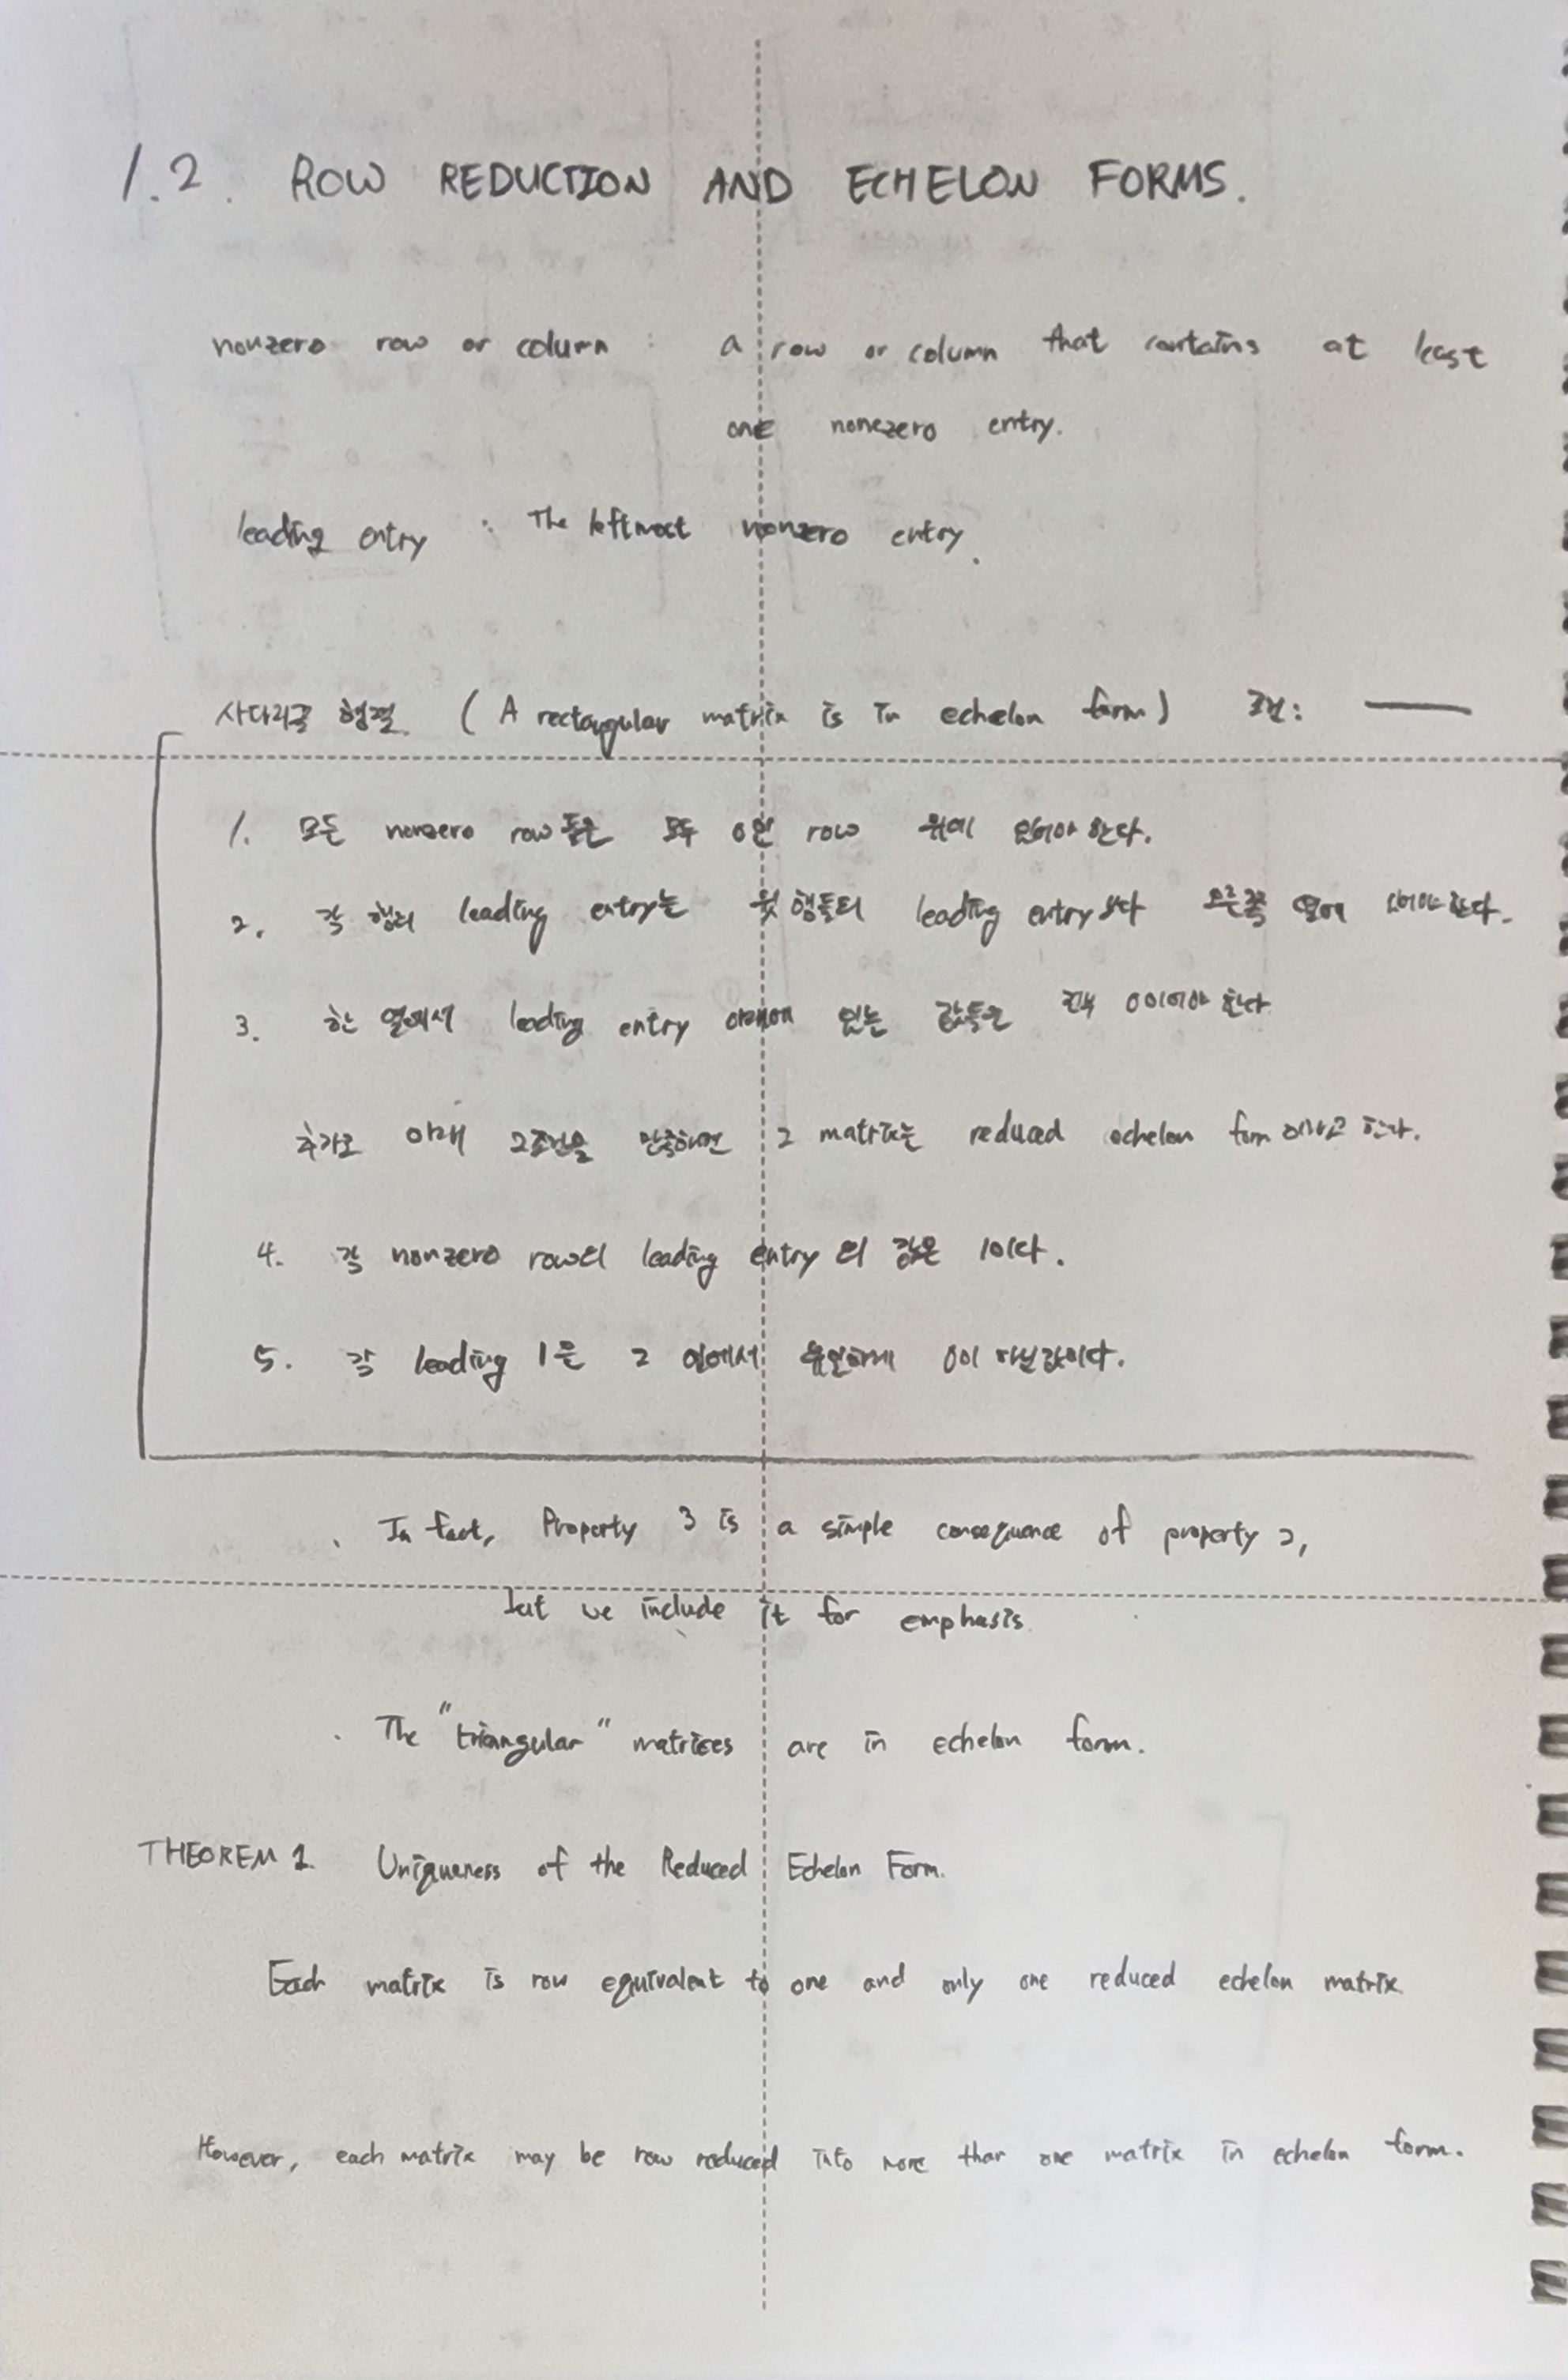 1.2. ROW REDUCTION AND ECHELON FORMS.
nonzero row or column : a row or column that contains at least
one nonezero entry.
leading entry : The leftmost nonzero entry.
사다리꼴 행렬. (A rectangular matrix is in echelon form) 조건:
1. 모든 nonzero row들은 모두 0인 row 위에 있어야 한다.
2. 각 행의 leading entry는 윗 행들의 leading entry보다 오른쪽 열에 있어야 한다.
3. 한 열에서 leading entry 아래에 있는 값들은 전부 0이어야 한다
추가로 아래 2조건을 만족하면 그 matrix는 reduced echelon form 이라고 한다.
4. 각 nonzero row의 leading entry 의 값은 1이다.
5. 각 leading 1은 그 열에서 유일하게 0이 아닌 값이다.
. In fact, Property 3 is a simple consequence of property 2,
but we include it for emphasis.
. The "triangular" matrices are in echelon form.
THEOREM 1. Uniqueness of the Reduced Echelon Form.
Each matrix is row equivalent to one and only one reduced echelon matrix.
However, each matrix may be row reduced into more than one matrix in echelon form.